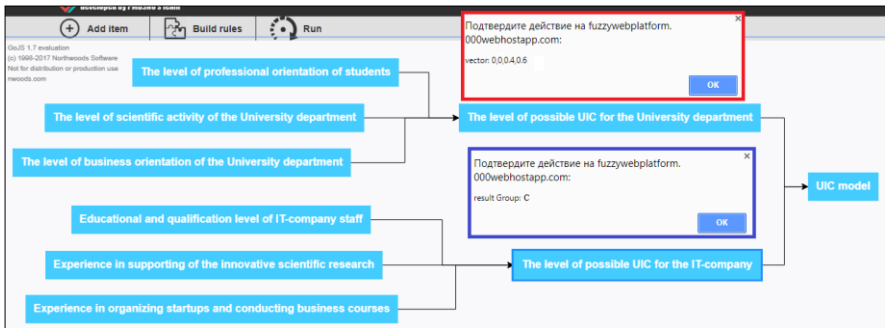 Add item
Build rules
Run
GoJS 1.7 evaluation
(c) 1998-2017 Northwoods Software
Not for distribution or production use
nwoods.com
Подтвердите действие на fuzzywebplatform.
000webhostapp.com:
vector: 0,0,0.4,0.6
OK
The level of professional orientation of students
The level of scientific activity of the University department
The level of possible UIC for the University department
The level of business orientation of the University department
Подтвердите действие на fuzzywebplatform.
000webhostapp.com:
result Group: C
OK
UIC model
Educational and qualification level of IT-company staff
Experience in supporting of the innovative scientific research
The level of possible UIC for the IT-company
Experience in organizing startups and conducting business courses